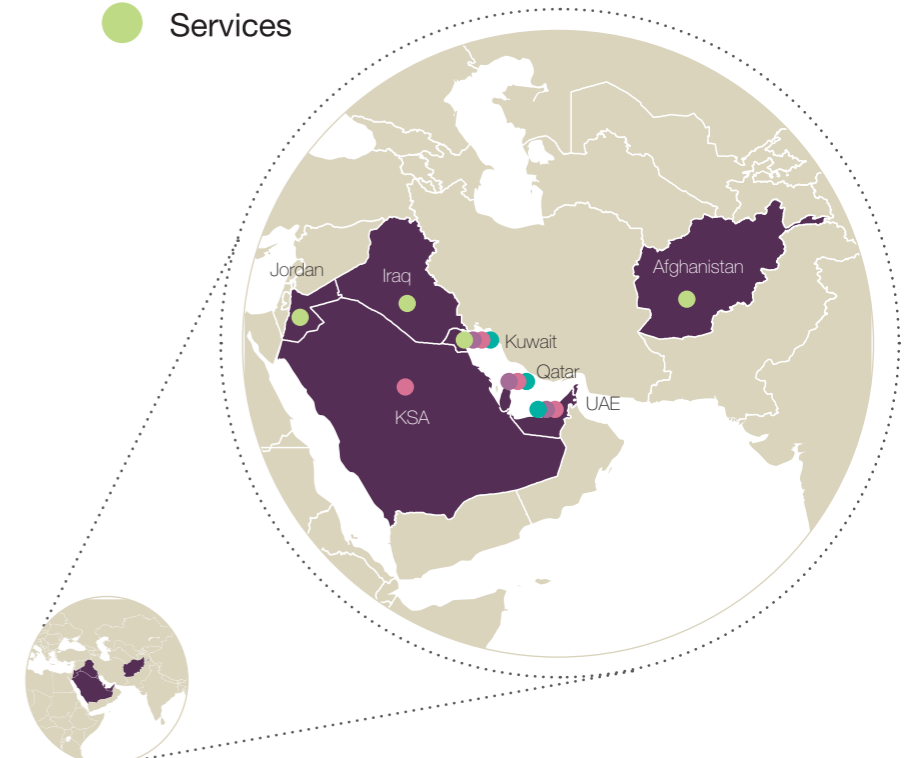 Services
Jordan
Iraq
Afghanistan
Kuwait
Qatar
UAE
KSA